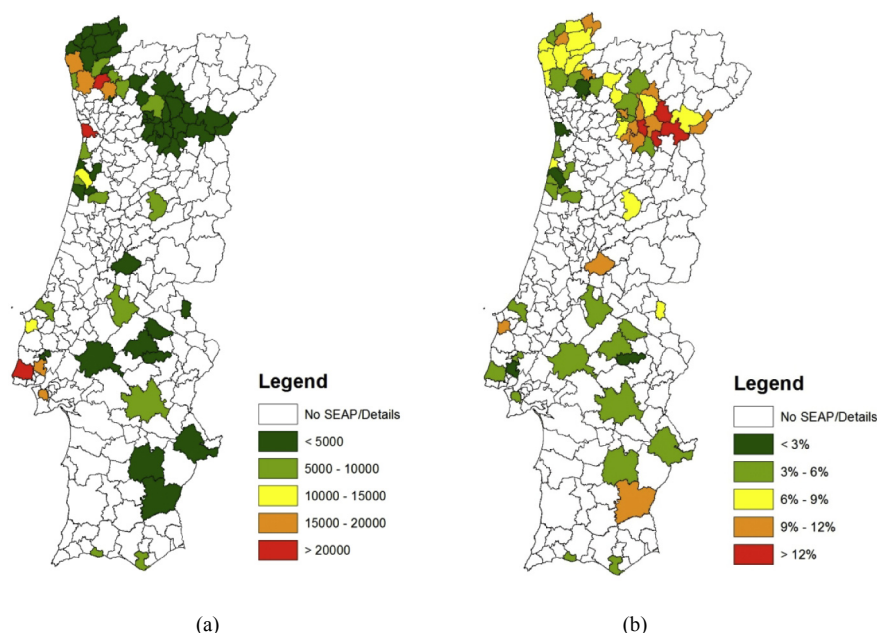 Legend
No SEAP/Details
< 5000
5000 - 10000
10000 - 15000
15000 - 20000
> 20000
(a)
Legend
No SEAP/Details
< 3%
3% - 6%
6% - 9%
9% - 12%
> 12%
(b)